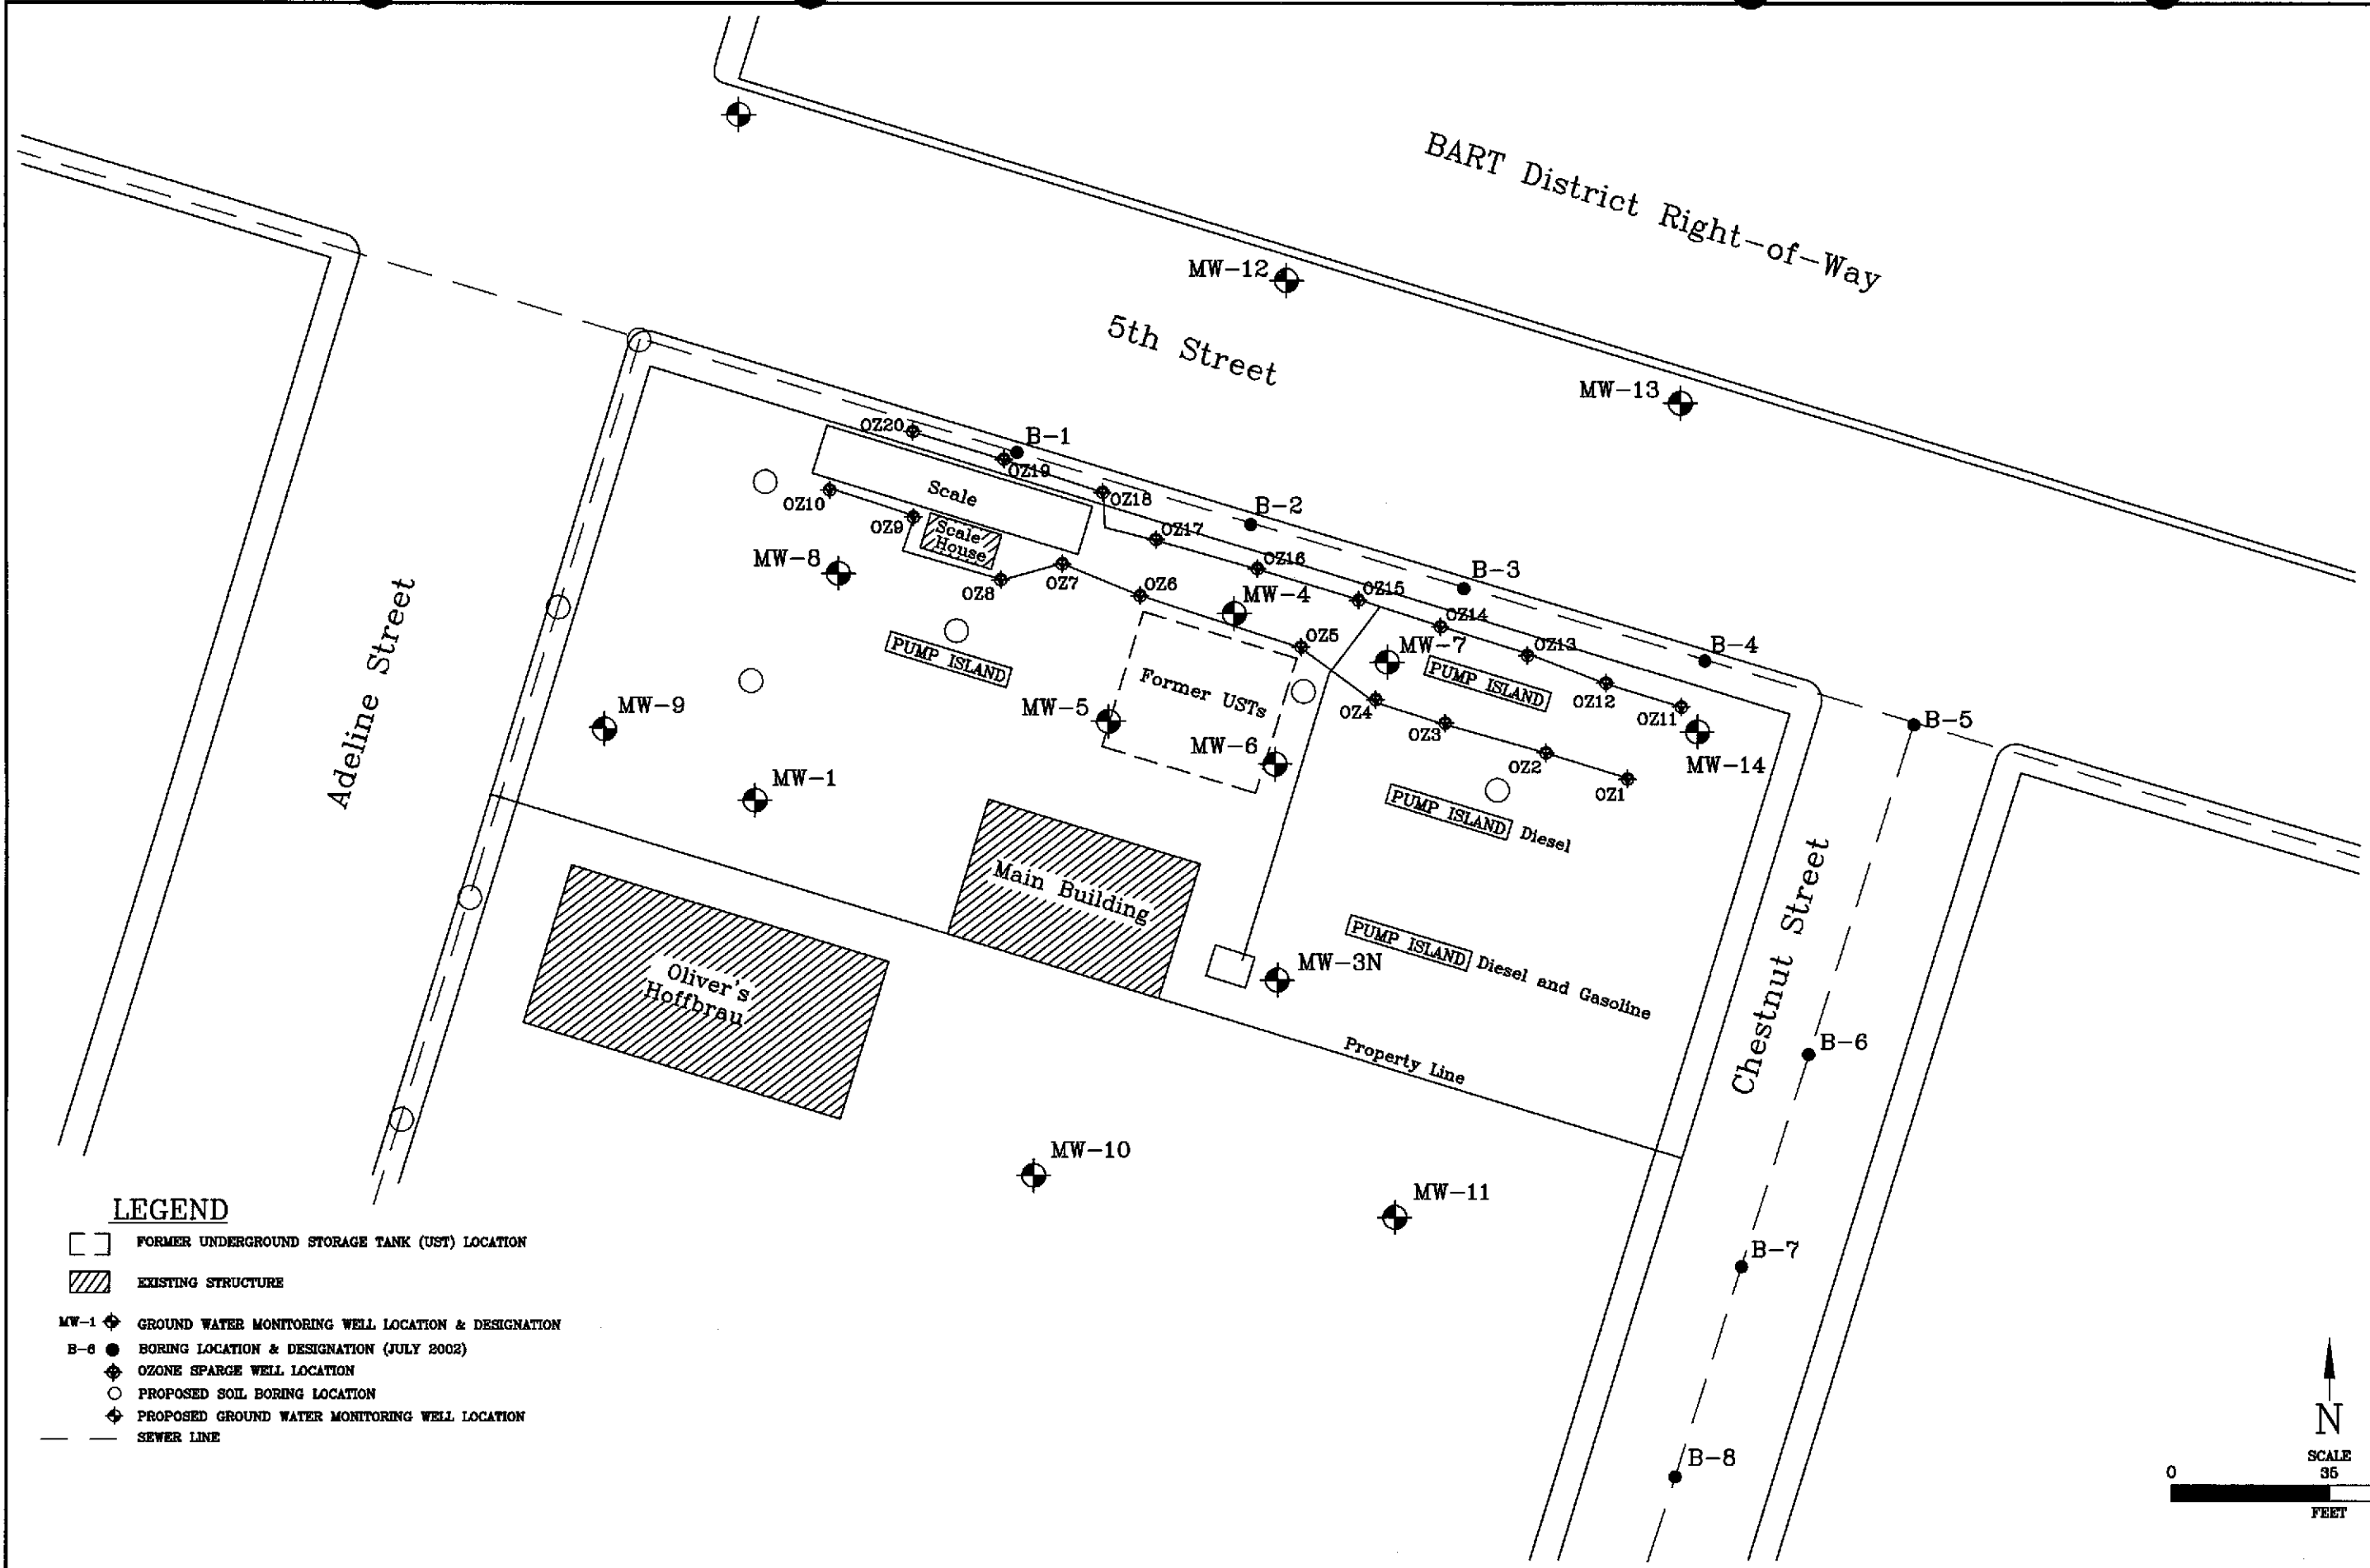 BART District Right-of-Way
MW-12
5th Street
MW-13
OZ20
B-1
OZ19
Scale
OZ18
OZ10
OZ9
Scale
House
B-2
OZ17
MW-8
OZ8
OZ7
OZ6
OZ16
MW-4
OZ15
B-3
OZ14
OZ5
MW-7
OZ13
B-4
PUMP ISLAND
PUMP ISLAND
Former USTs
OZ4
OZ12
OZ11
Adeline Street
MW-9
MW-5
MW-6
OZ3
OZ2
OZ1
MW-14
B-5
MW-1
PUMP ISLAND Diesel
Main Building
Chestnut Street
Oliver's
Hoffbrau
MW-3N
PUMP ISLAND Diesel and Gasoline
Property Line
B-6
MW-10
MW-11
B-7
B-8
LEGEND
FORMER UNDERGROUND STORAGE TANK (UST) LOCATION
EXISTING STRUCTURE
MW-1 GROUND WATER MONITORING WELL LOCATION & DESIGNATION
B-6 BORING LOCATION & DESIGNATION (JULY 2002)
OZONE SPARGE WELL LOCATION
PROPOSED SOIL BORING LOCATION
PROPOSED GROUND WATER MONITORING WELL LOCATION
SEWER LINE
N
SCALE
0 35
FEET